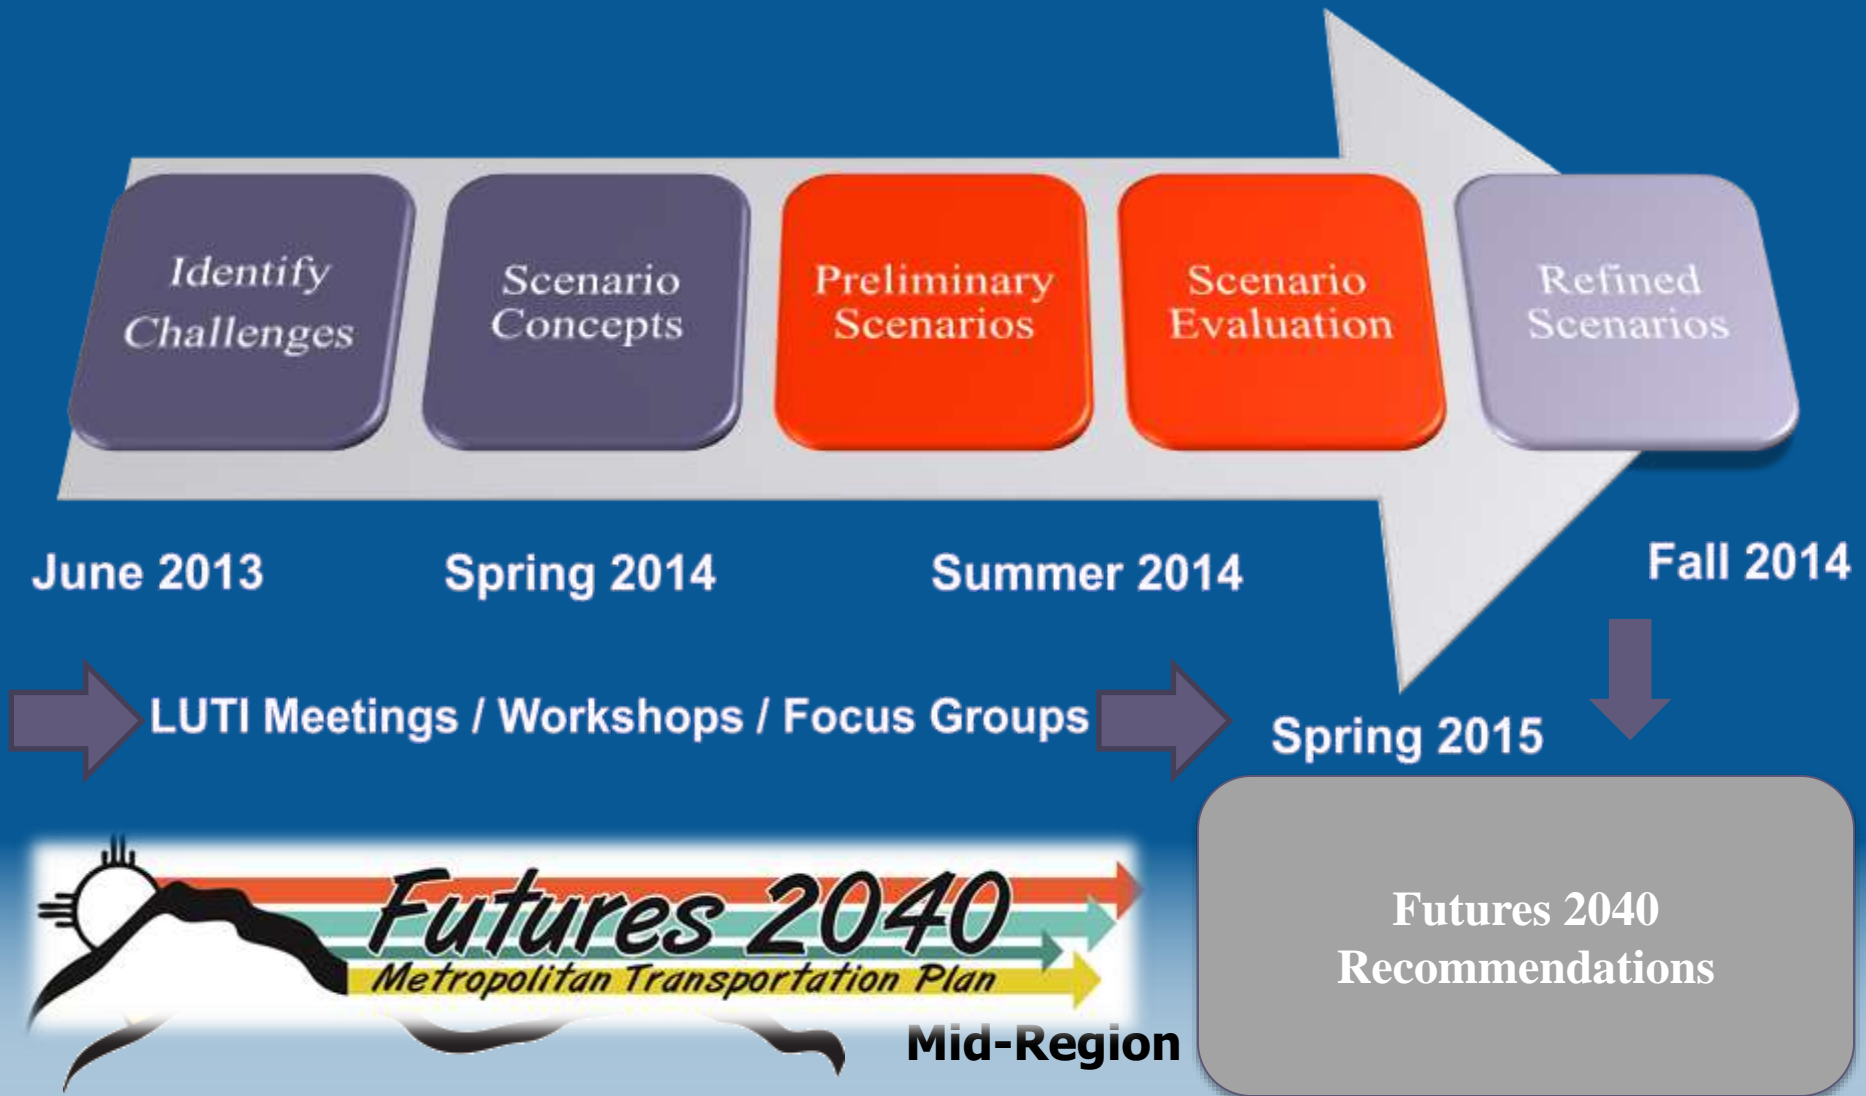 Identify
Challenges
Scenario
Concepts
Preliminary
Scenarios
Scenario
Evaluation
Refined
Scenarios
June 2013
Spring 2014
Summer 2014
Fall 2014
LUTI Meetings / Workshops / Focus Groups
Spring 2015
Futures 2040
Metropolitan Transportation Plan
Mid-Region
Futures 2040
Recommendations